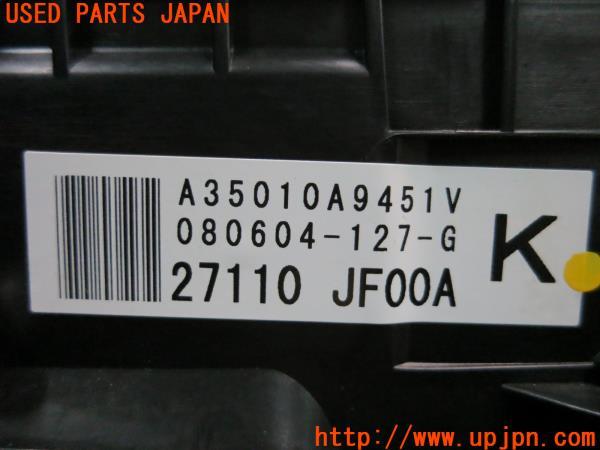 USED PARTS JAPAN
A35010A9451V
080604-127-G
27110 JF00A
K
http://www.upjpn.com/